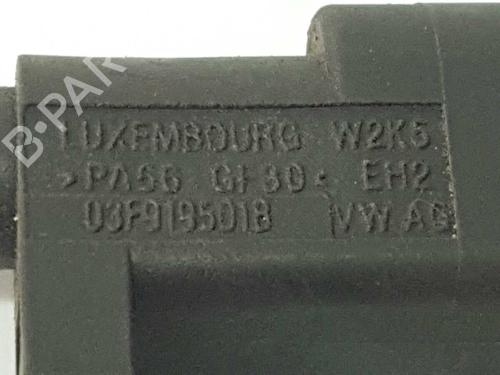 B-PAR
LUXEMBOURG W2K5
>PA66 GF30< EH2
03F919501B VW AG